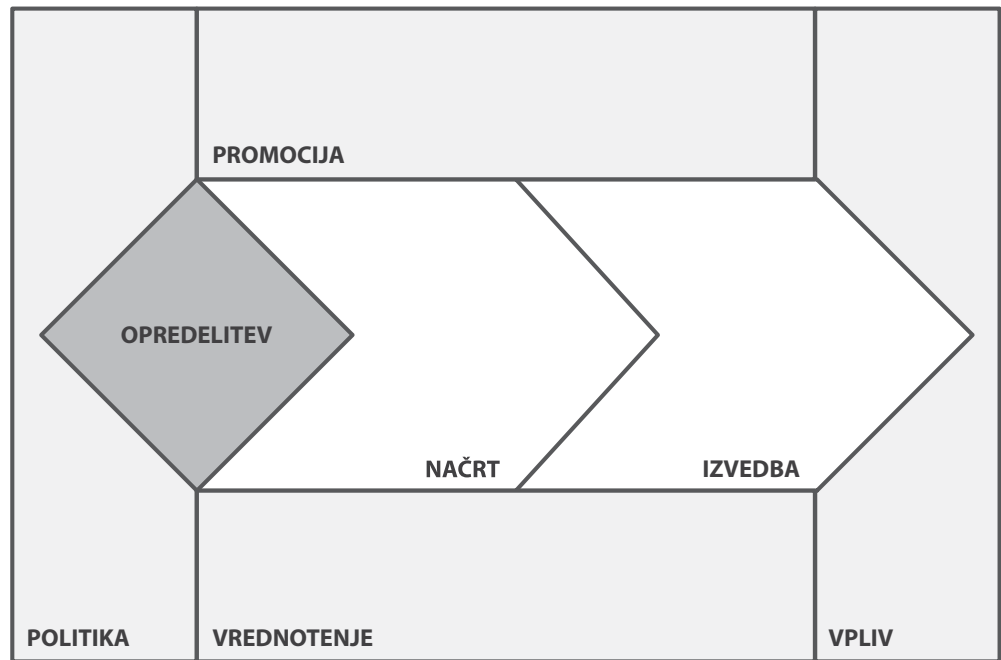 PROMOCIJA
OPREDELITEV
NAČRT
IZVEDBA
POLITIKA
VREDNOTENJE
VPLIV